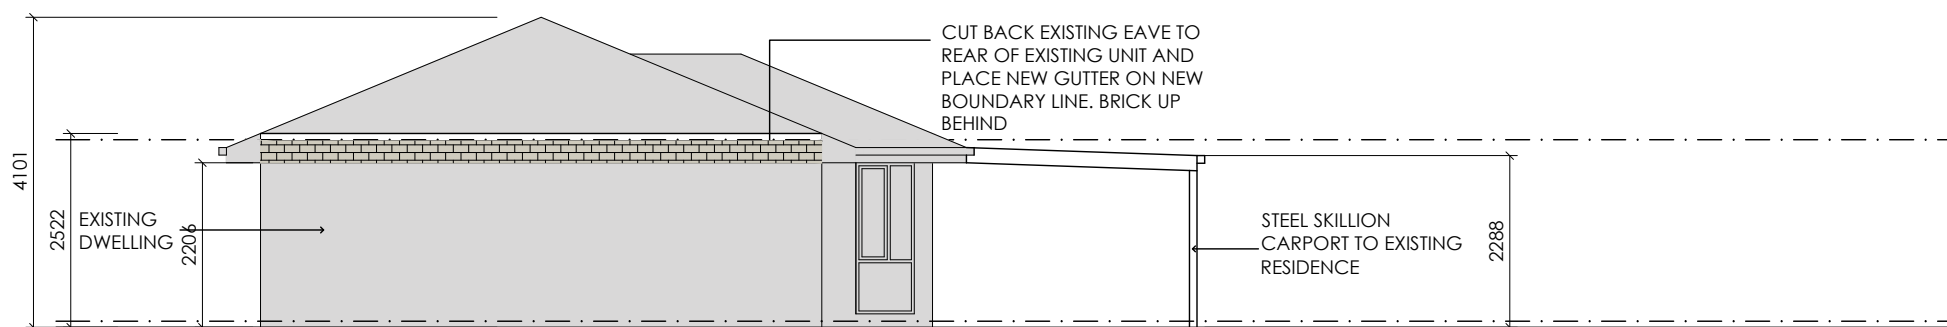 CUT BACK EXISTING EAVE TO
REAR OF EXISTING UNIT AND
PLACE NEW GUTTER ON NEW
BOUNDARY LINE. BRICK UP
BEHIND
4101
2522
EXISTING
DWELLING
2206
STEEL SKILLION
CARPORT TO EXISTING
RESIDENCE
2288